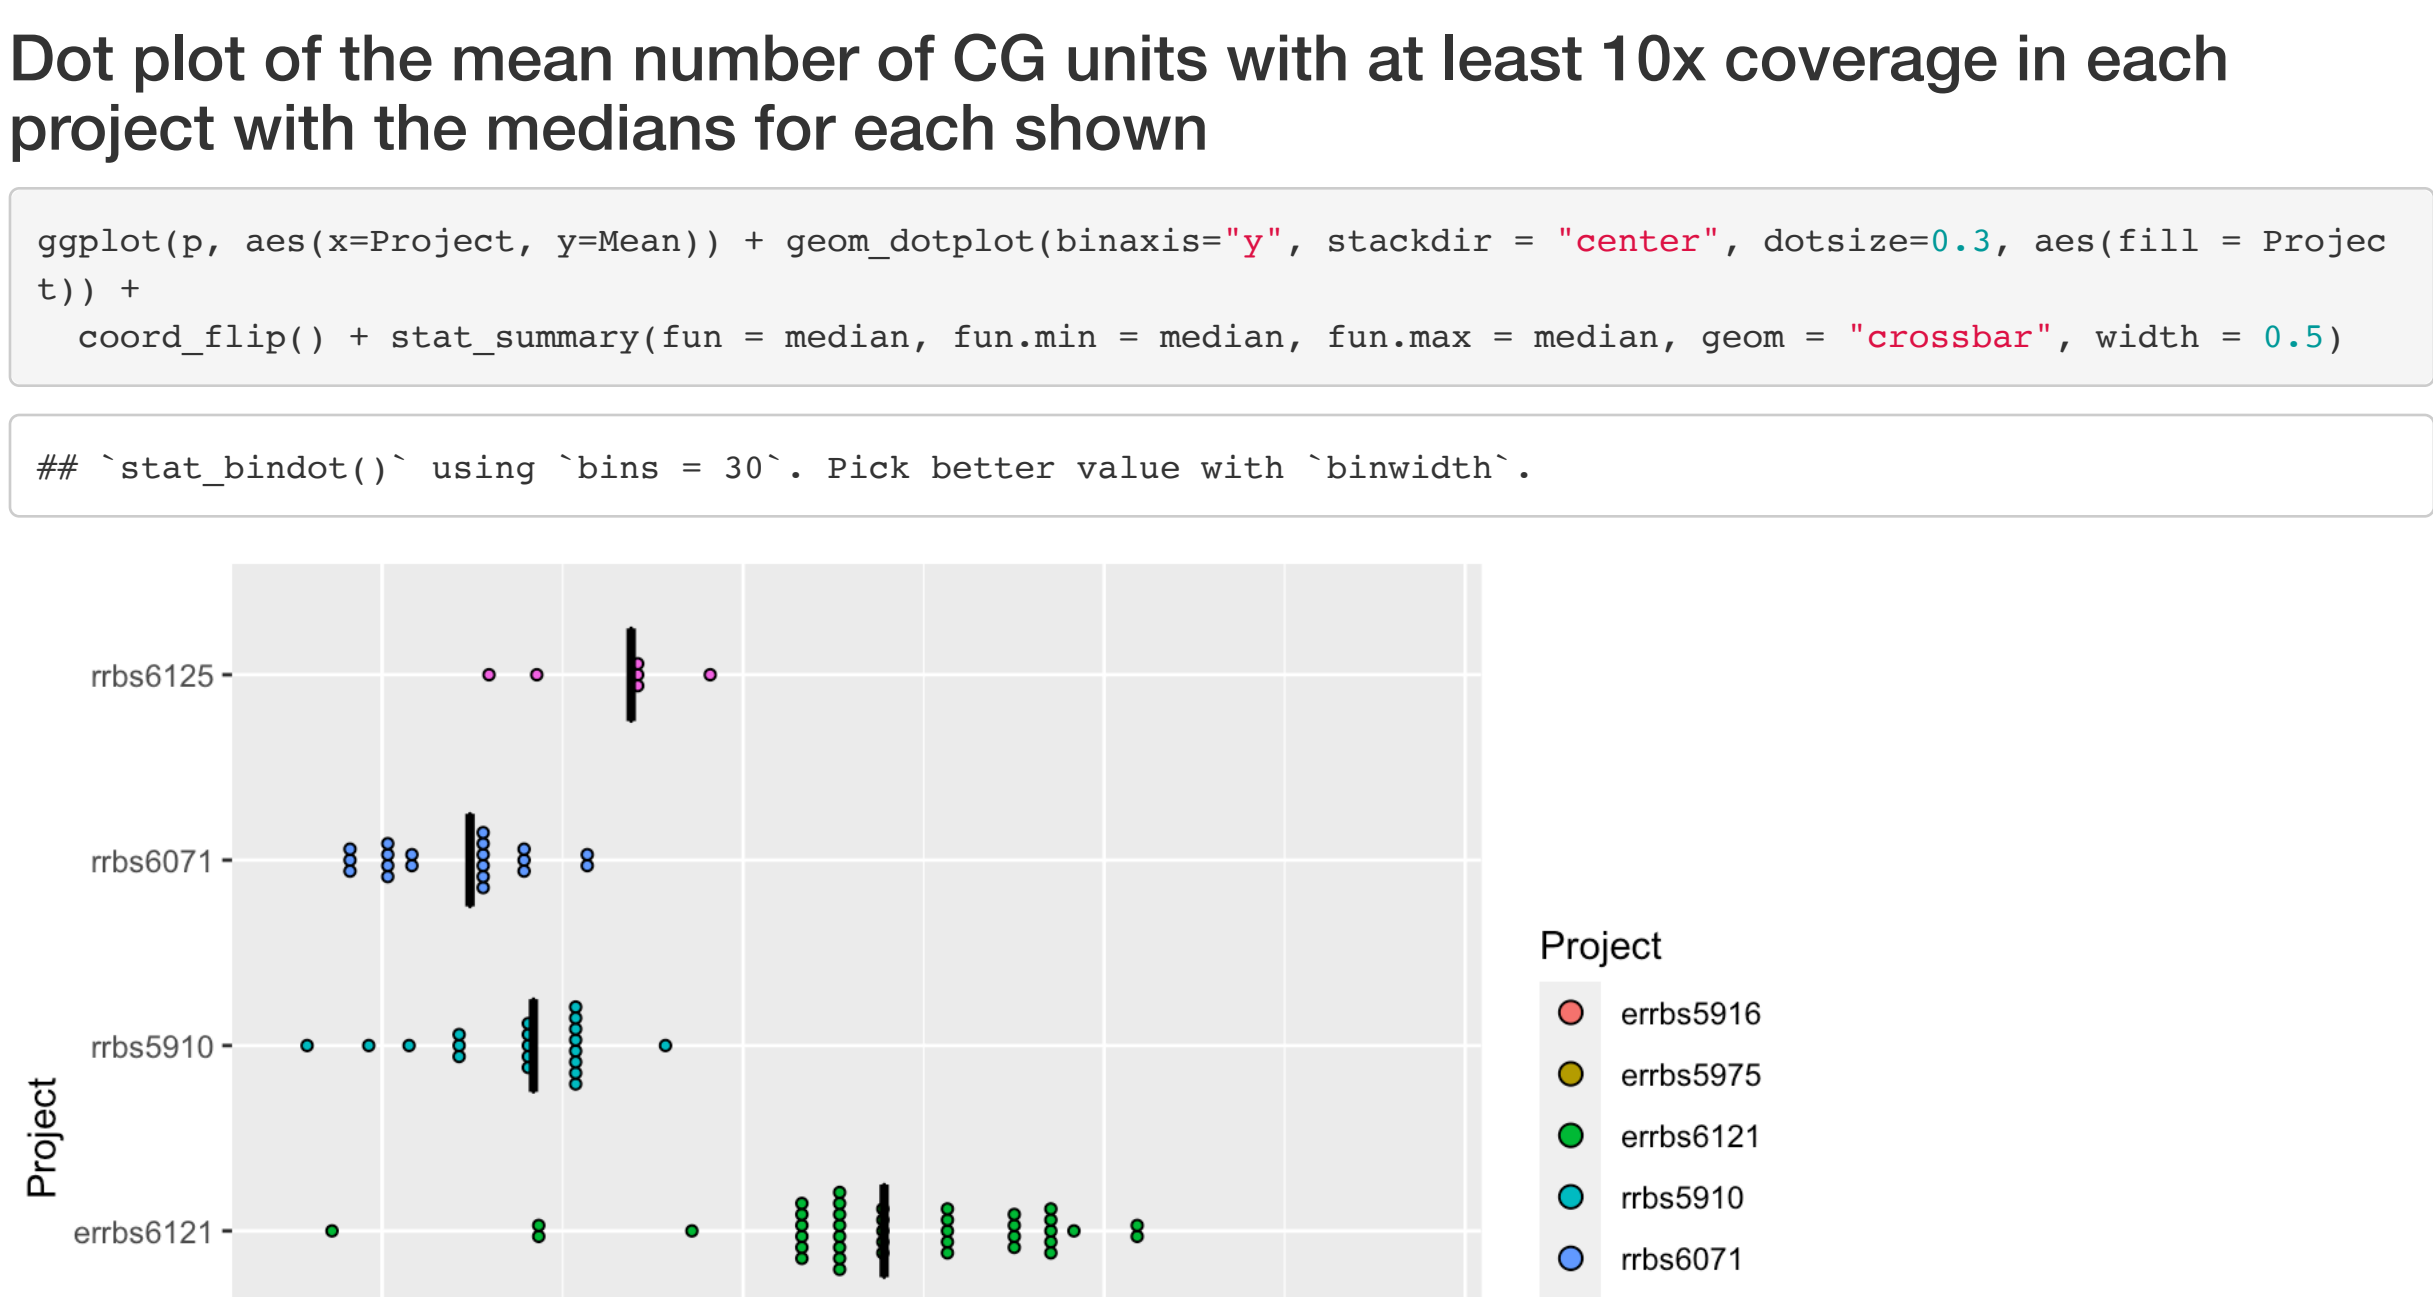 Dot plot of the mean number of CG units with at least 10x coverage in each
project with the medians for each shown
ggplot(p, aes(x=Project, y=Mean)) + geom_dotplot(binaxis="y", stackdir = "center", dotsize=0.3, aes(fill = Projec
t)) +
  coord_flip() + stat_summary(fun = median, fun.min = median, fun.max = median, geom = "crossbar", width = 0.5)
## `stat_bindot()` using `bins = 30`. Pick better value with `binwidth`.
rrbs6125
rrbs6071
rrbs5910
errbs6121
Project
Project
errbs5916
errbs5975
errbs6121
rrbs5910
rrbs6071